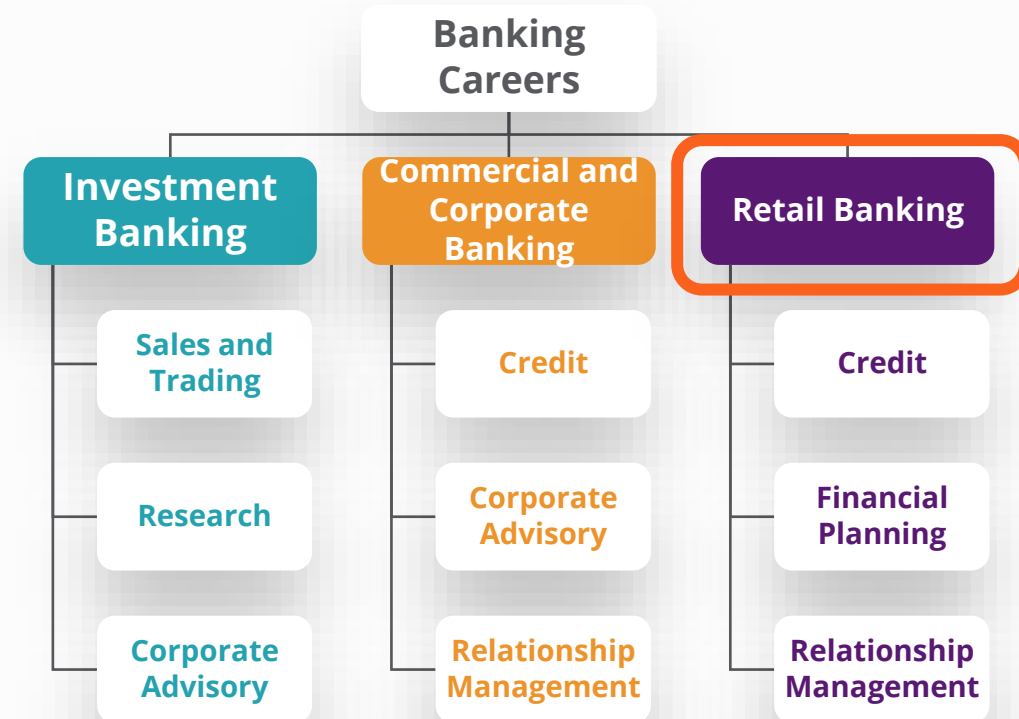 Banking
Careers
Investment
Banking
Commercial and
Corporate
Banking
Retail Banking
Sales and
Trading
Credit
Credit
Research
Corporate
Advisory
Financial
Planning
Corporate
Advisory
Relationship
Management
Relationship
Management